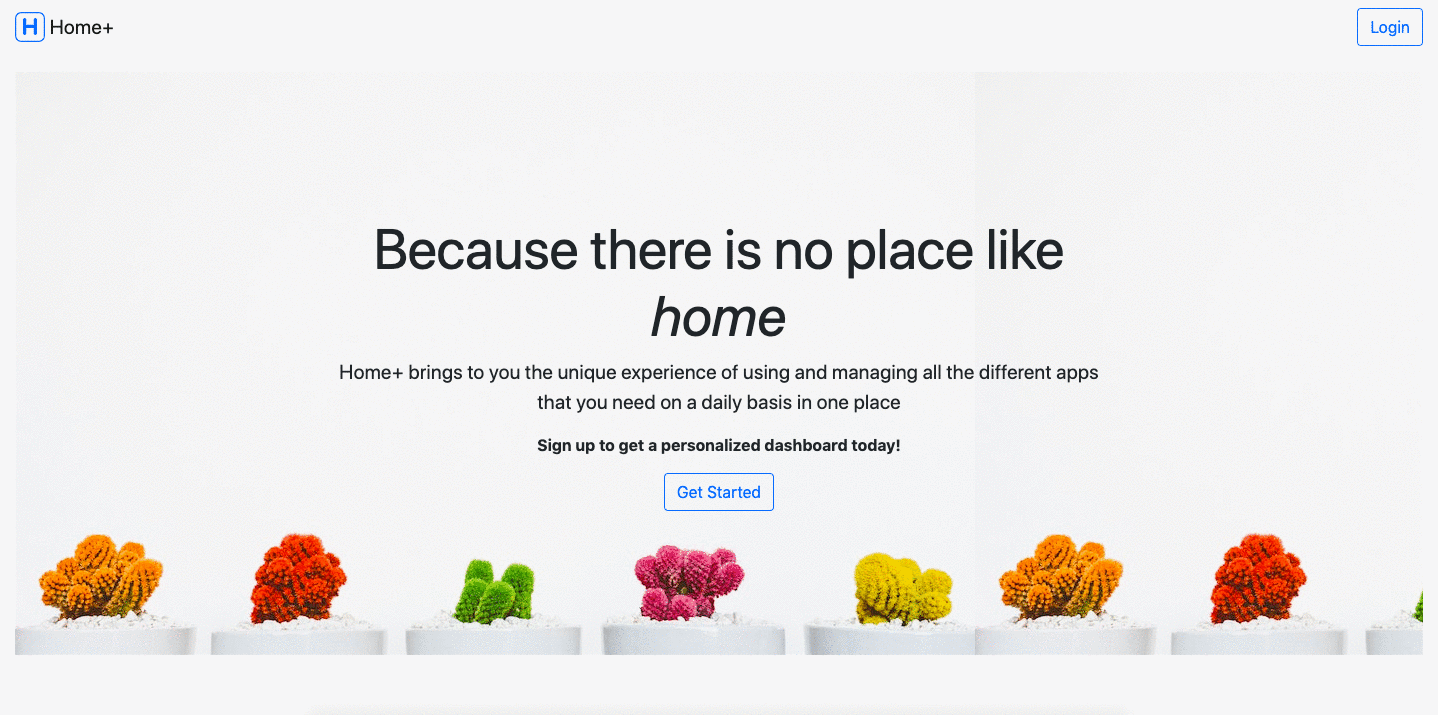 H Home+
Login
Because there is no place like
home
Home+ brings to you the unique experience of using and managing all the different apps
that you need on a daily basis in one place
Sign up to get a personalized dashboard today!
Get Started